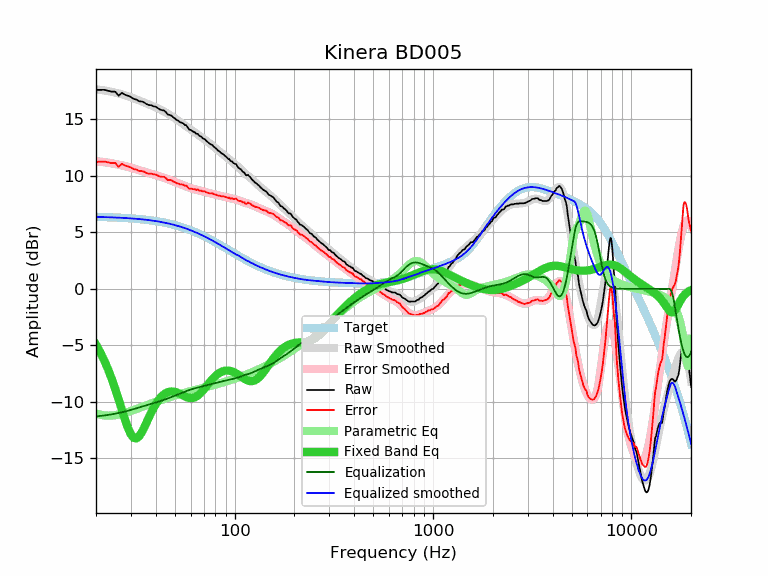 Kinera BD005
Amplitude (dBr)
15
10
5
0
−5
−10
−15
Target
Raw Smoothed
Error Smoothed
Raw
Error
Parametric Eq
Fixed Band Eq
Equalization
Equalized smoothed
100
1000
10000
Frequency (Hz)